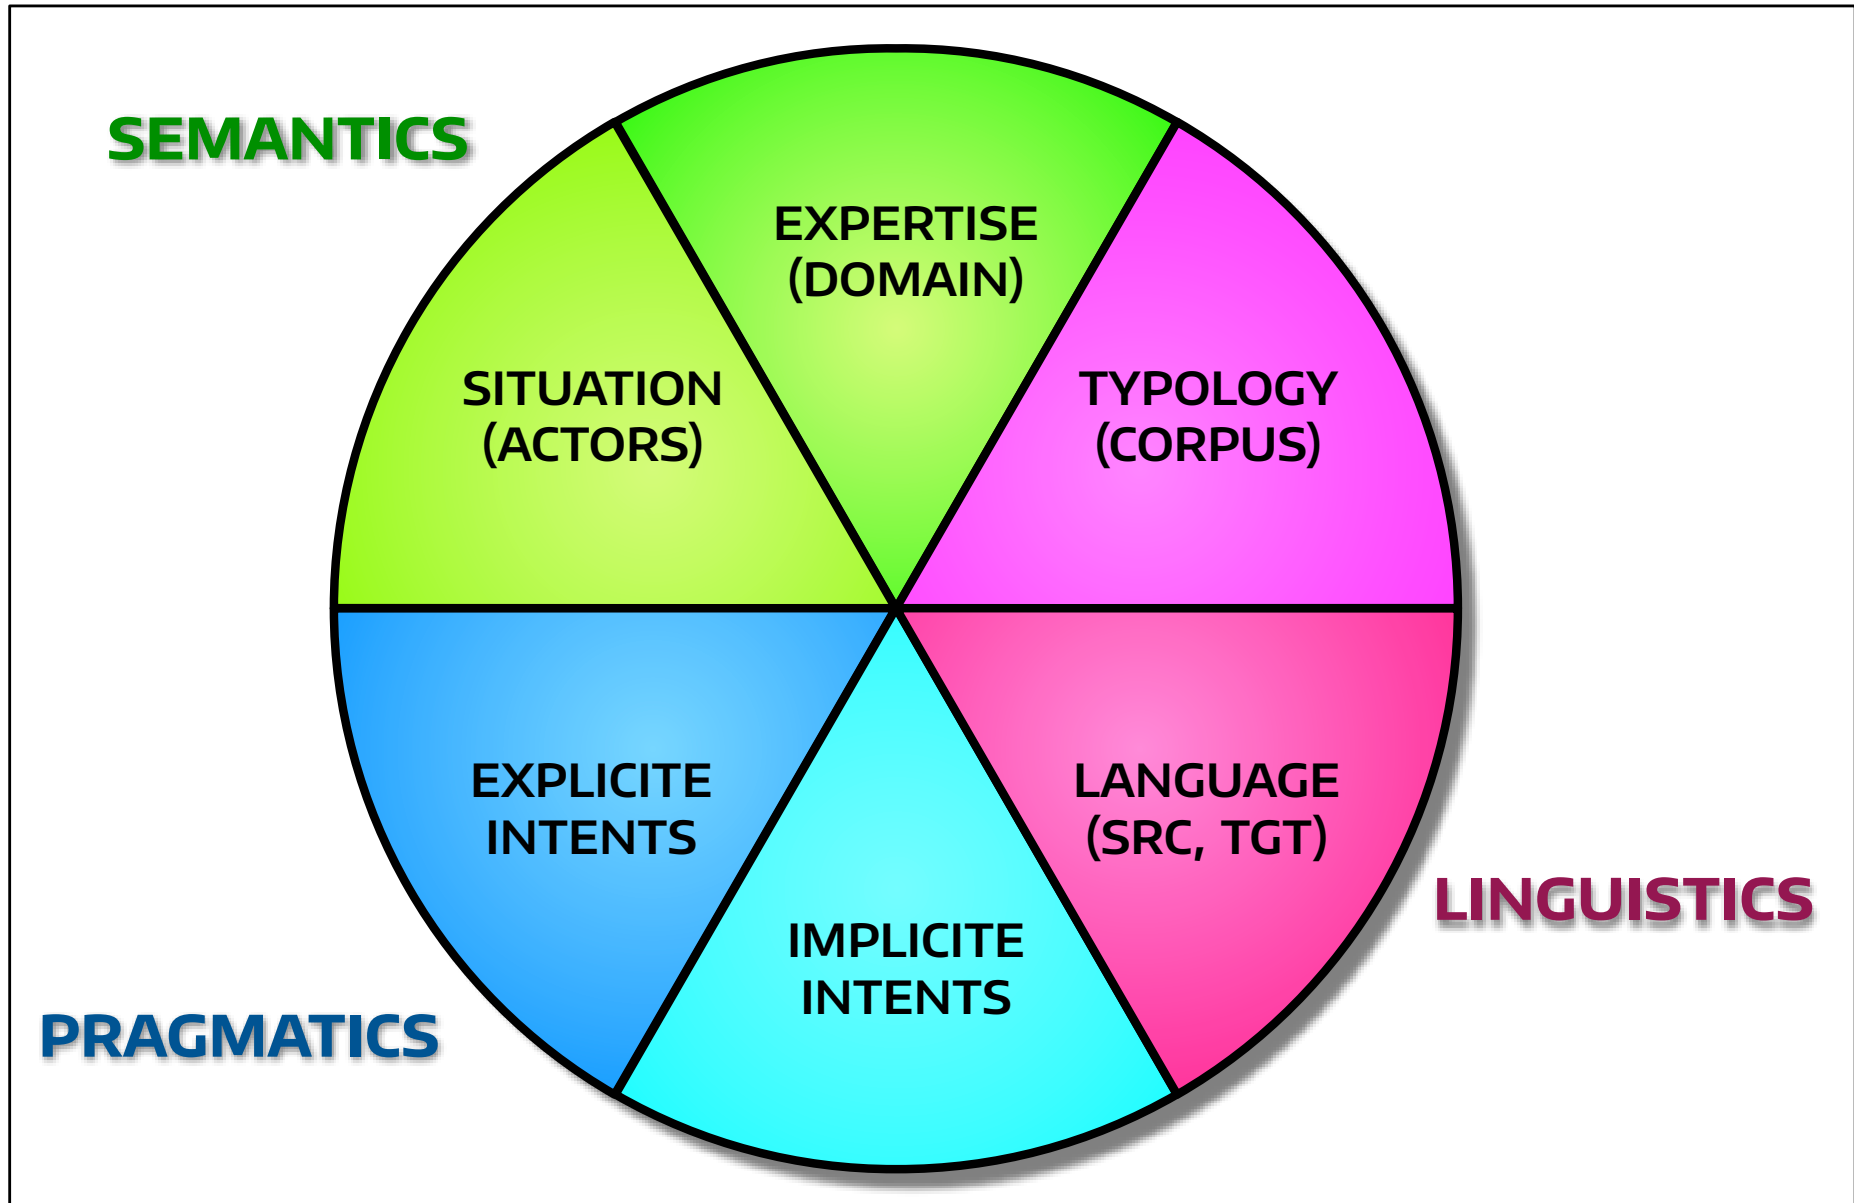 SEMANTICS
EXPERTISE
(DOMAIN)
SITUATION
(ACTORS)
TYPOLOGY
(CORPUS)
EXPLICITE
INTENTS
LANGUAGE
(SRC, TGT)
IMPLICITE
INTENTS
LINGUISTICS
PRAGMATICS